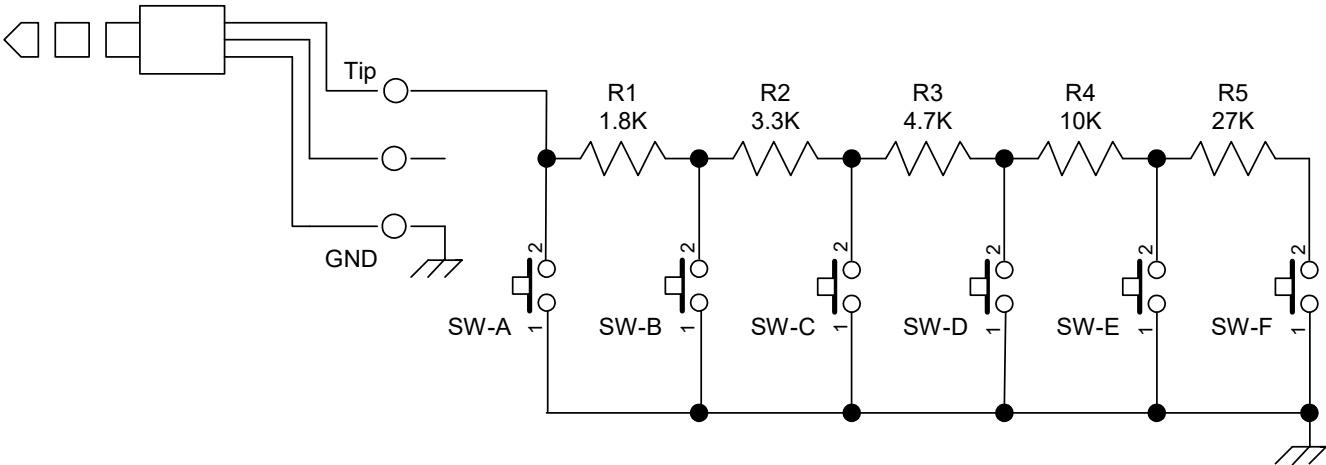 Tip
GND
R1
1.8K
R2
3.3K
R3
4.7K
R4
10K
R5
27K
2
1
SW-A
2
1
SW-B
2
1
SW-C
2
1
SW-D
2
1
SW-E
2
1
SW-F